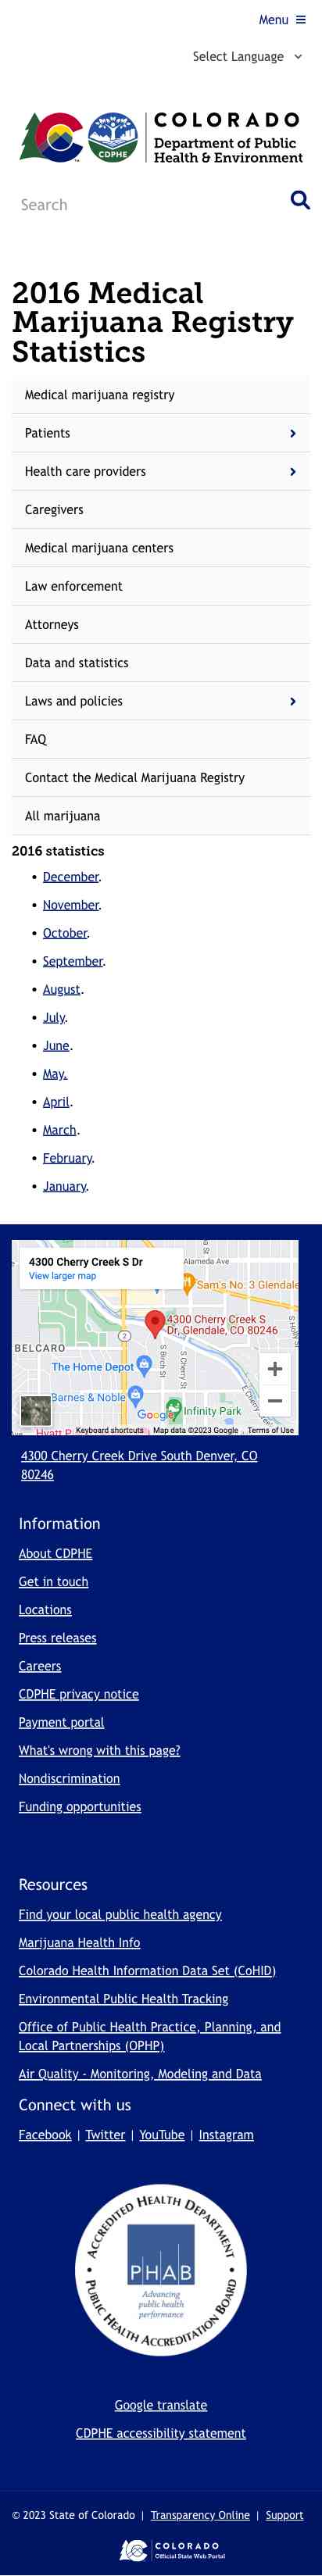 Menu
Select Language
COLORADO
CDPHE
Department of Public
Health & Environment
TM
Search
2016 Medical
Marijuana Registry
Statistics
Medical marijuana registry
Patients
Health care providers
Caregivers
Medical marijuana centers
Law enforcement
Attorneys
Data and statistics
Laws and policies
FAQ
Contact the Medical Marijuana Registry
All marijuana
2016 statistics
• December.
• November.
• October.
• September.
• August.
• July.
• June.
• May.
• April.
• March.
• February.
• January.
4300 Cherry Creek S Dr
View larger map
Alameda Ave
Sam's No. 3 Glendale
4300 Cherry Creek S
Dr, Glendale, CO 80246
2
BELCARO
S Birch St
S Cherry St
E Cherry C
S Holly St
The Home Depot
Barnes & Noble
Google
Infinity Park
Hyatt P
Keyboard shortcuts
Map data ©2023 Google
Terms of Use
4300 Cherry Creek Drive South Denver, CO
80246
Information
About CDPHE
Get in touch
Locations
Press releases
Careers
CDPHE privacy notice
Payment portal
What's wrong with this page?
Nondiscrimination
Funding opportunities
Resources
Find your local public health agency
Marijuana Health Info
Colorado Health Information Data Set (CoHID)
Environmental Public Health Tracking
Office of Public Health Practice, Planning, and
Local Partnerships (OPHP)
Air Quality - Monitoring, Modeling and Data
Connect with us
Facebook | Twitter | YouTube | Instagram
ACCREDITED HEALTH DEPARTMENT
PHAB
Advancing
public health
performance
PUBLIC HEALTH ACCREDITATION BOARD
Google translate
CDPHE accessibility statement
© 2023 State of Colorado | Transparency Online | Support
COLORADO
Official State Web Portal